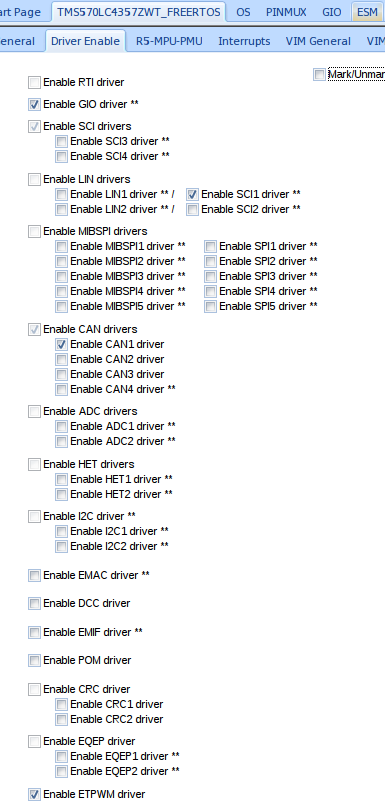 art Page TMS570LC4357ZWT_FREERTOS OS PINMUX GIO ESM
eneral Driver Enable R5-MPU-PMU Interrupts VIM General VIM
Mark/Unmar
Enable RTI driver
Enable GIO driver **
Enable SCI drivers
Enable SCI3 driver **
Enable SCI4 driver **
Enable LIN drivers
Enable LIN1 driver ** / Enable SCI1 driver **
Enable LIN2 driver ** / Enable SCI2 driver **
Enable MIBSPI drivers
Enable MIBSPI1 driver ** Enable SPI1 driver **
Enable MIBSPI2 driver ** Enable SPI2 driver **
Enable MIBSPI3 driver ** Enable SPI3 driver **
Enable MIBSPI4 driver ** Enable SPI4 driver **
Enable MIBSPI5 driver ** Enable SPI5 driver **
Enable CAN drivers
Enable CAN1 driver
Enable CAN2 driver
Enable CAN3 driver
Enable CAN4 driver **
Enable ADC drivers
Enable ADC1 driver **
Enable ADC2 driver **
Enable HET drivers
Enable HET1 driver **
Enable HET2 driver **
Enable I2C driver **
Enable I2C1 driver **
Enable I2C2 driver **
Enable EMAC driver **
Enable DCC driver
Enable EMIF driver **
Enable POM driver
Enable CRC driver
Enable CRC1 driver
Enable CRC2 driver
Enable EQEP driver
Enable EQEP1 driver **
Enable EQEP2 driver **
Enable ETPWM driver